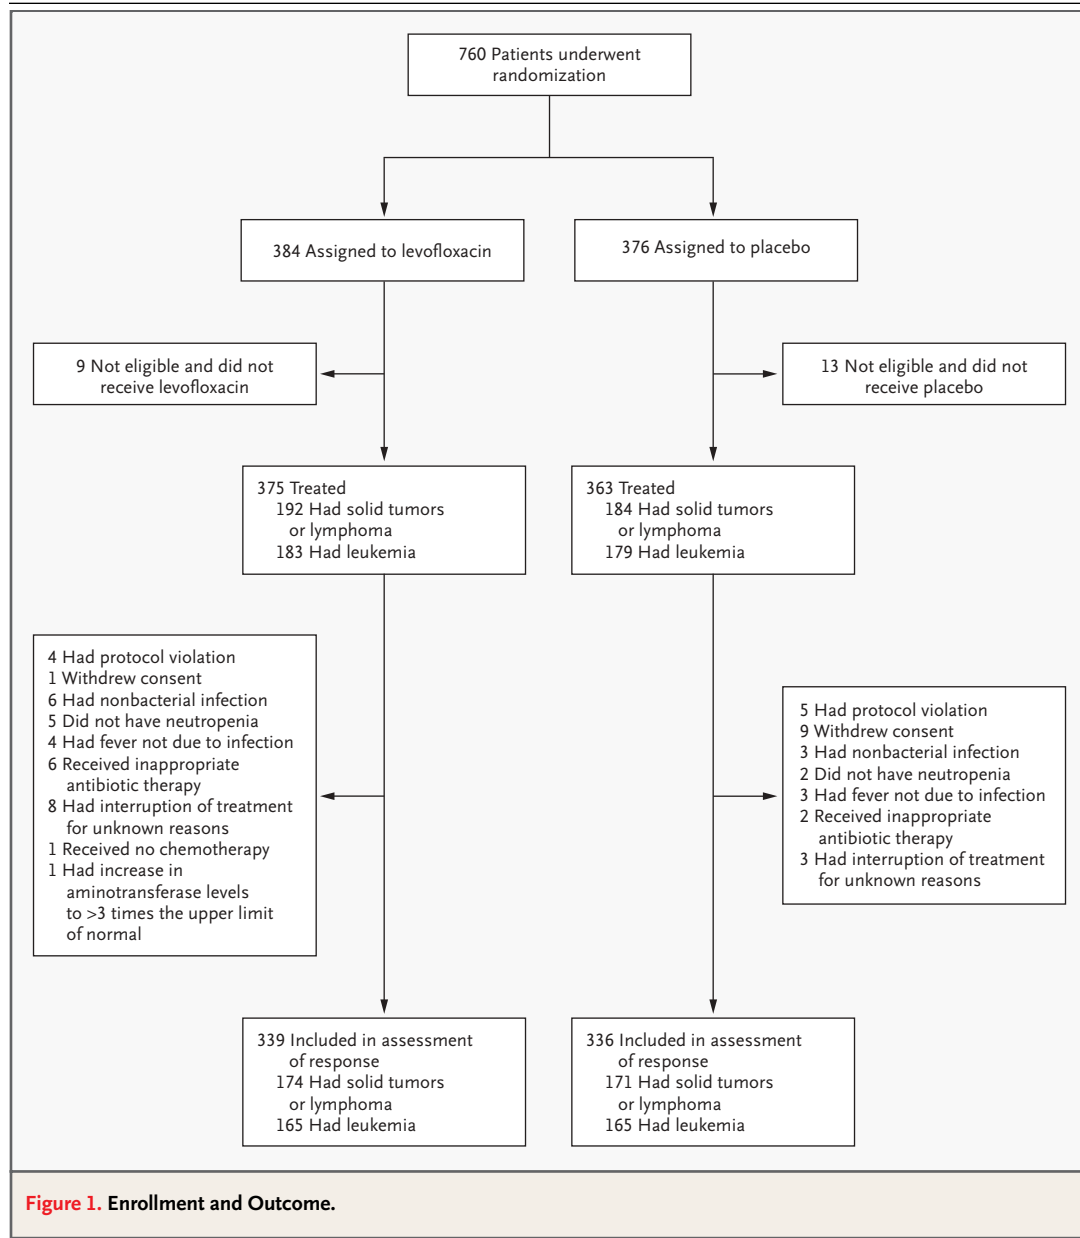 760 Patients underwent
randomization
384 Assigned to levofloxacin
376 Assigned to placebo
9 Not eligible and did not
receive levofloxacin
13 Not eligible and did not
receive placebo
375 Treated
192 Had solid tumors
or lymphoma
183 Had leukemia
363 Treated
184 Had solid tumors
or lymphoma
179 Had leukemia
4 Had protocol violation
1 Withdrew consent
6 Had nonbacterial infection
5 Did not have neutropenia
4 Had fever not due to infection
6 Received inappropriate
antibiotic therapy
8 Had interruption of treatment
for unknown reasons
1 Received no chemotherapy
1 Had increase in
aminotransferase levels
to >3 times the upper limit
of normal
5 Had protocol violation
9 Withdrew consent
3 Had nonbacterial infection
2 Did not have neutropenia
3 Had fever not due to infection
2 Received inappropriate
antibiotic therapy
3 Had interruption of treatment
for unknown reasons
339 Included in assessment
of response
174 Had solid tumors
or lymphoma
165 Had leukemia
336 Included in assessment
of response
171 Had solid tumors
or lymphoma
165 Had leukemia
Figure 1. Enrollment and Outcome.